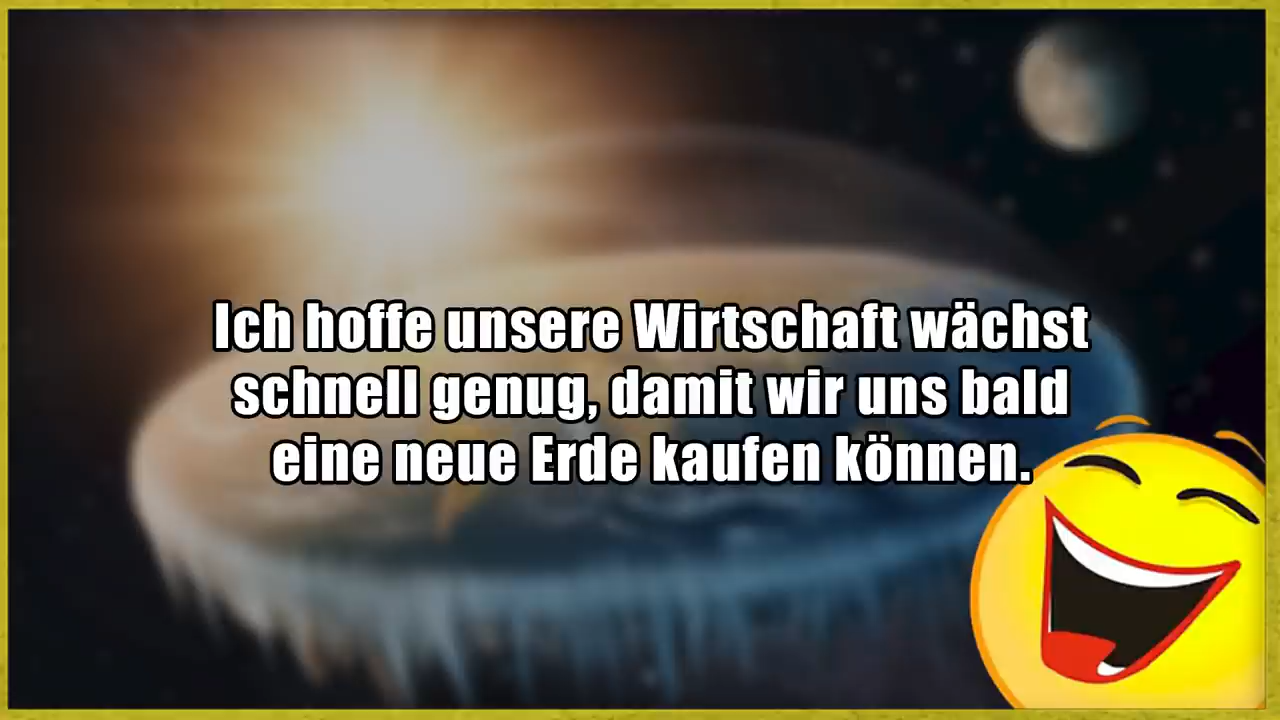 Ich hoffe unsere Wirtschaft wächst
schnell genug, damit wir uns bald
eine neue Erde kaufen können.